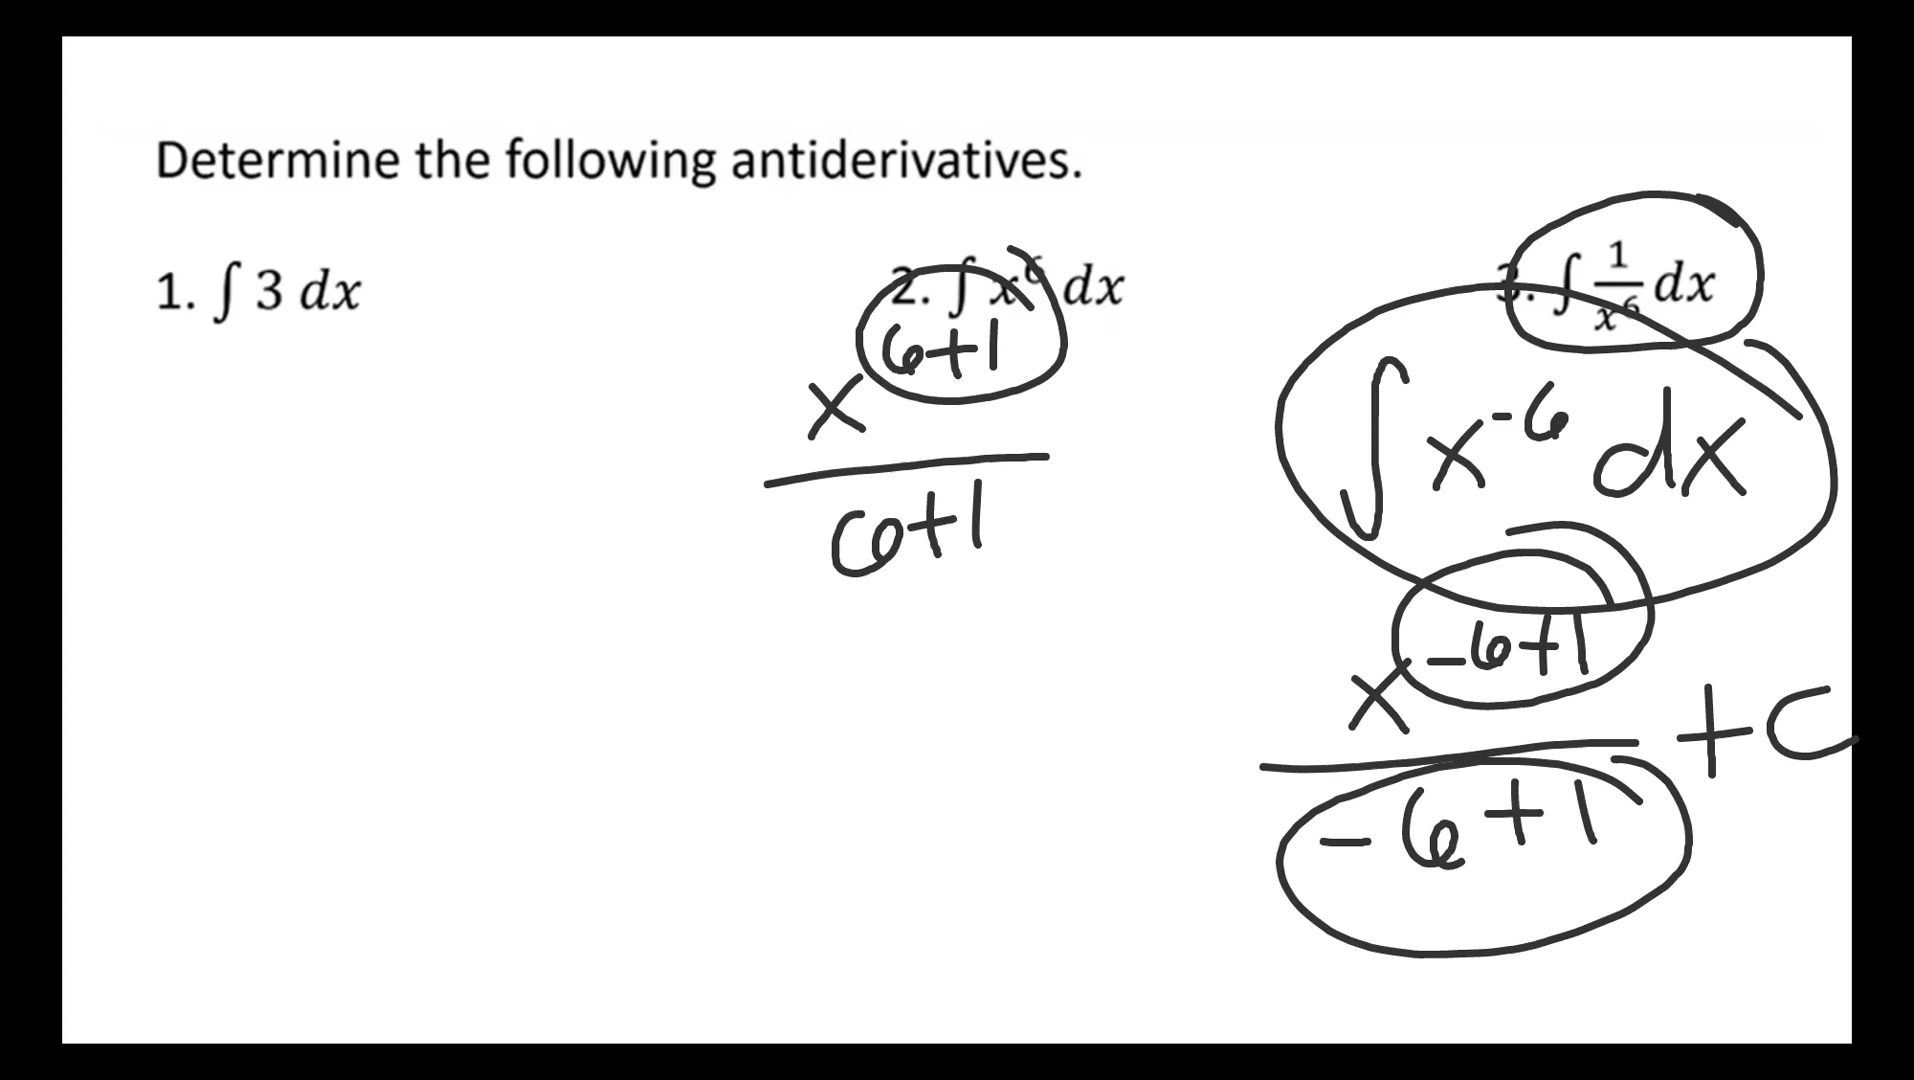 Determine the following antiderivatives.
1. ∫ 3 dx
2. ∫ x⁶ dx
x⁶⁺¹
6+1
3. ∫ 1/x⁶ dx
∫ x⁻⁶ dx
x⁻⁶⁺¹
-6+1
+C